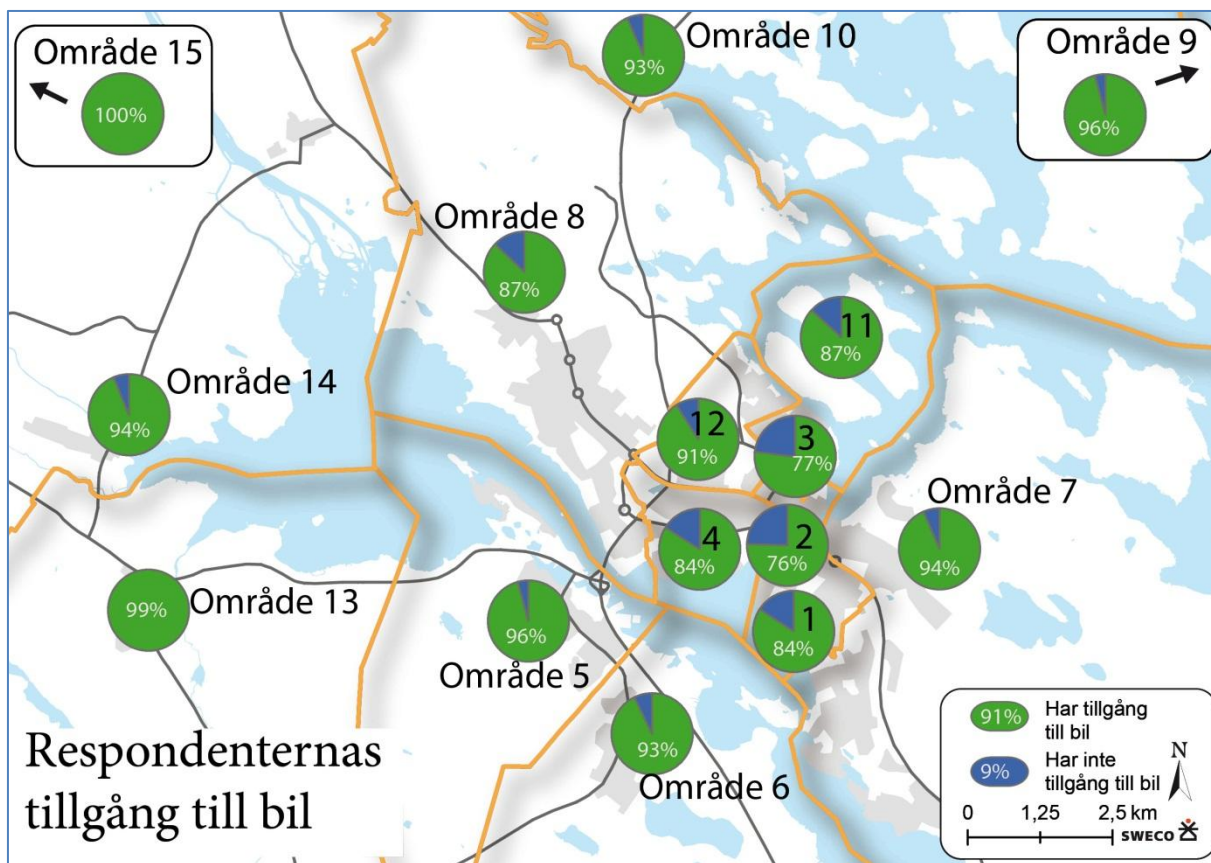 Område 15
100%
Område 10
93%
Område 9
96%
Område 8
87%
11
87%
Område 14
94%
12
91%
3
77%
Område 7
94%
4
84%
2
76%
Område 13
99%
1
84%
96%
Område 5
93%
Område 6
Respondenternas
tillgång till bil
91%
Har tillgång
till bil
9%
Har inte
tillgång till bil
N
0 1,25 2,5 km
SWECO